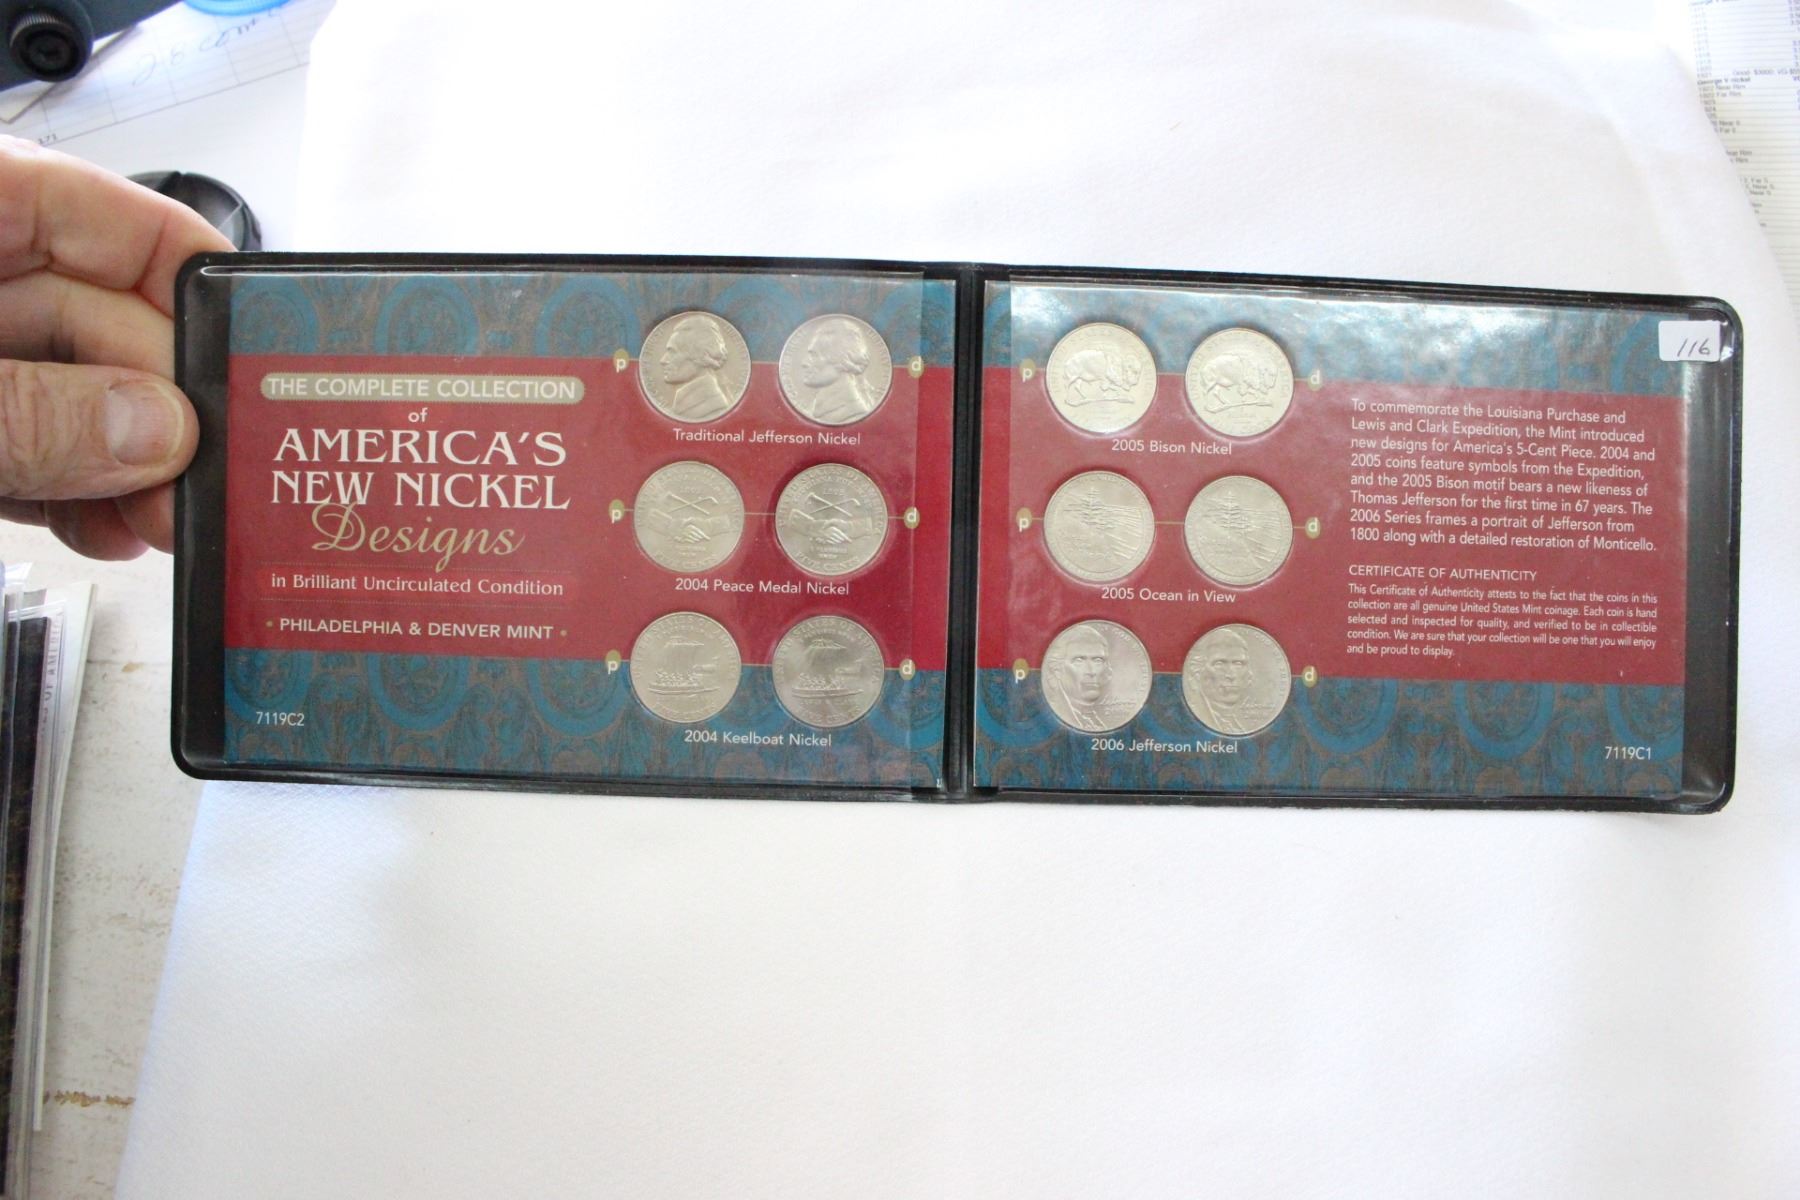 THE COMPLETE COLLECTION
of
AMERICA'S
NEW NICKEL
Designs
in Brilliant Uncirculated Condition
• PHILADELPHIA & DENVER MINT •
7119C2
p
d
Traditional Jefferson Nickel
p
d
2004 Peace Medal Nickel
p
d
2004 Keelboat Nickel
p
d
2005 Bison Nickel
p
d
2005 Ocean in View
p
d
2006 Jefferson Nickel
116
To commemorate the Louisiana Purchase and
Lewis and Clark Expedition, the Mint introduced
new designs for America's 5-Cent Piece. 2004 and
2005 coins feature symbols from the Expedition,
and the 2005 Bison motif bears a new likeness of
Thomas Jefferson for the first time in 67 years. The
2006 Series frames a portrait of Jefferson from
1800 along with a detailed restoration of Monticello.
CERTIFICATE OF AUTHENTICITY
This Certificate of Authenticity attests to the fact that the coins in this
collection are all genuine United States Mint coinage. Each coin is hand
selected and inspected for quality, and verified to be in collectible
condition. We are sure that your collection will be one that you will enjoy
and be proud to display.
7119C1